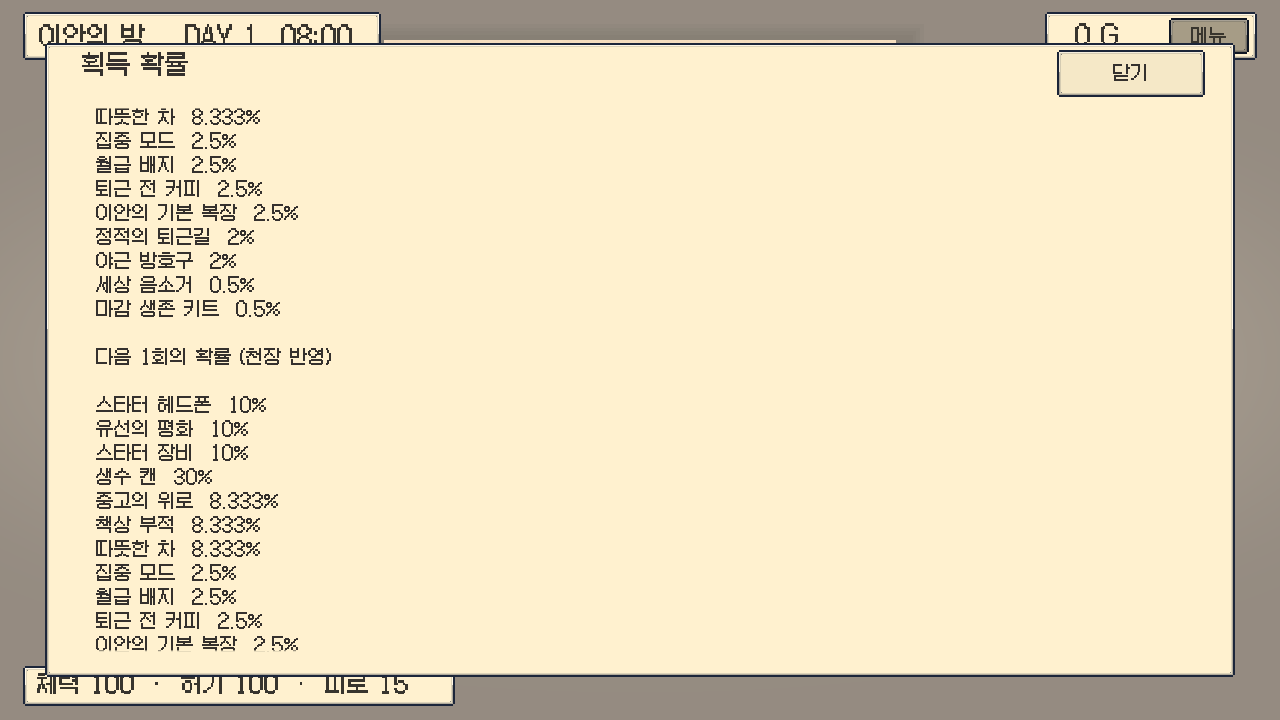 이안의 방 DAY 1 08:00
0 G
메뉴
획득 확률
닫기
따뜻한 차 8.333%
집중 모드 2.5%
월급 배지 2.5%
퇴근 전 커피 2.5%
이안의 기본 복장 2.5%
정적의 퇴근길 2%
야근 방호구 2%
세상 음소거 0.5%
마감 생존 키트 0.5%
다음 1회의 확률 (천장 반영)
스타터 헤드폰 10%
유선의 평화 10%
스타터 장비 10%
생수 캔 30%
중고의 위로 8.333%
책상 부적 8.333%
따뜻한 차 8.333%
집중 모드 2.5%
월급 배지 2.5%
퇴근 전 커피 2.5%
이안의 기본 복장 2.5%
체력 100 · 허기 100 · 피로 15